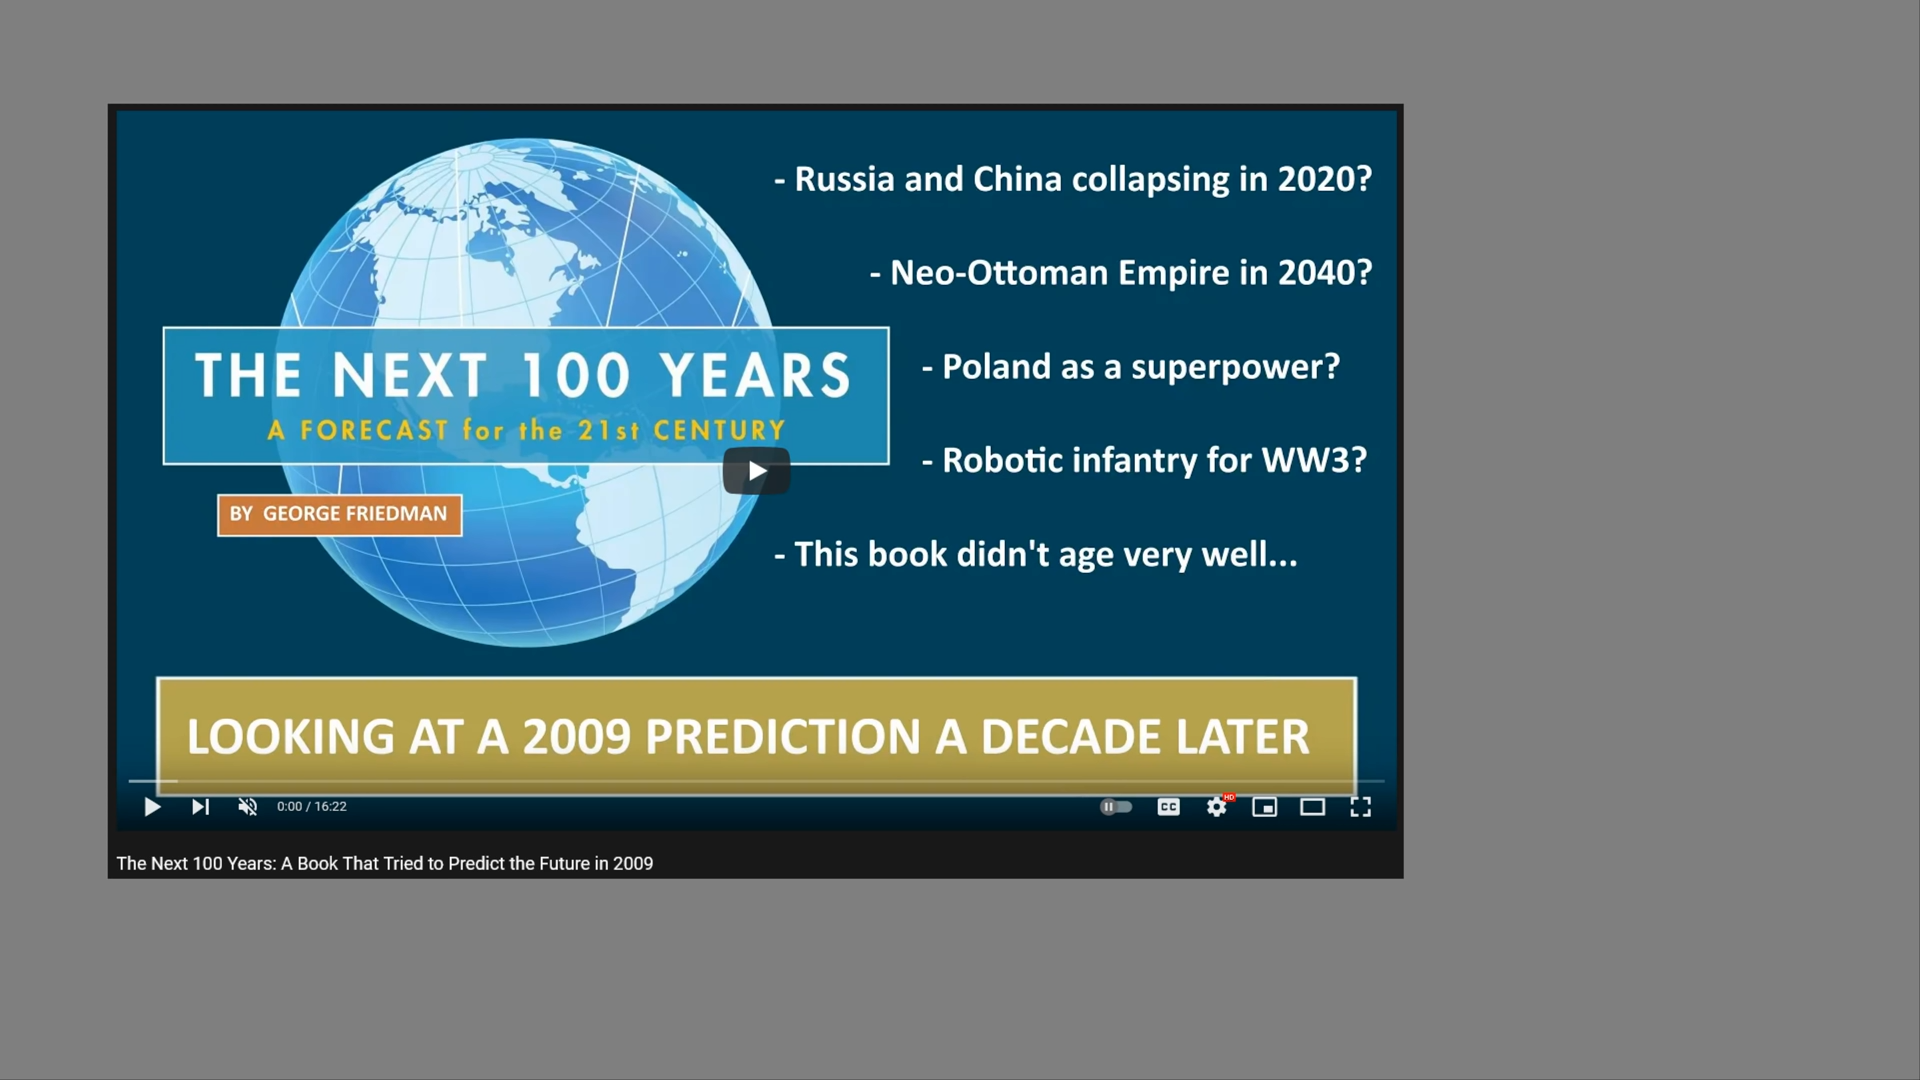 - Russia and China collapsing in 2020?
- Neo-Ottoman Empire in 2040?
- Poland as a superpower?
- Robotic infantry for WW3?
- This book didn't age very well...
THE NEXT 100 YEARS
A FORECAST for the 21st CENTURY
BY GEORGE FRIEDMAN
LOOKING AT A 2009 PREDICTION A DECADE LATER
0:00 / 16:22
CC
HD
The Next 100 Years: A Book That Tried to Predict the Future in 2009